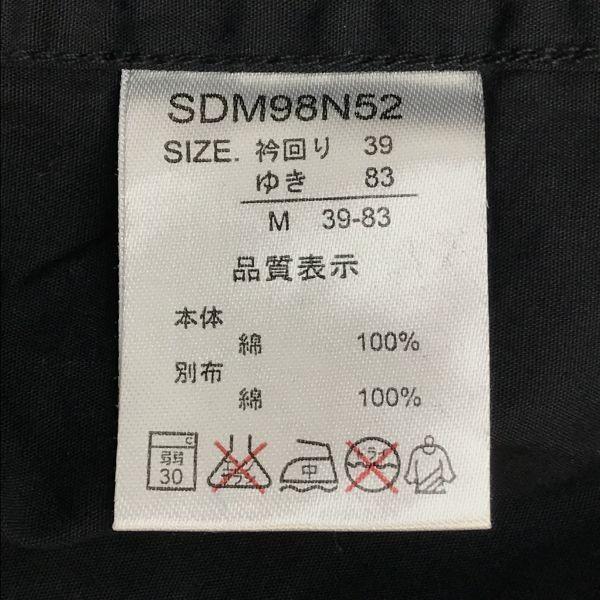 SDM98N52
SIZE. 衿回り 39
ゆき 83
M 39-83
品質表示
本体
綿 100%
別布
綿 100%
C
弱
30
中